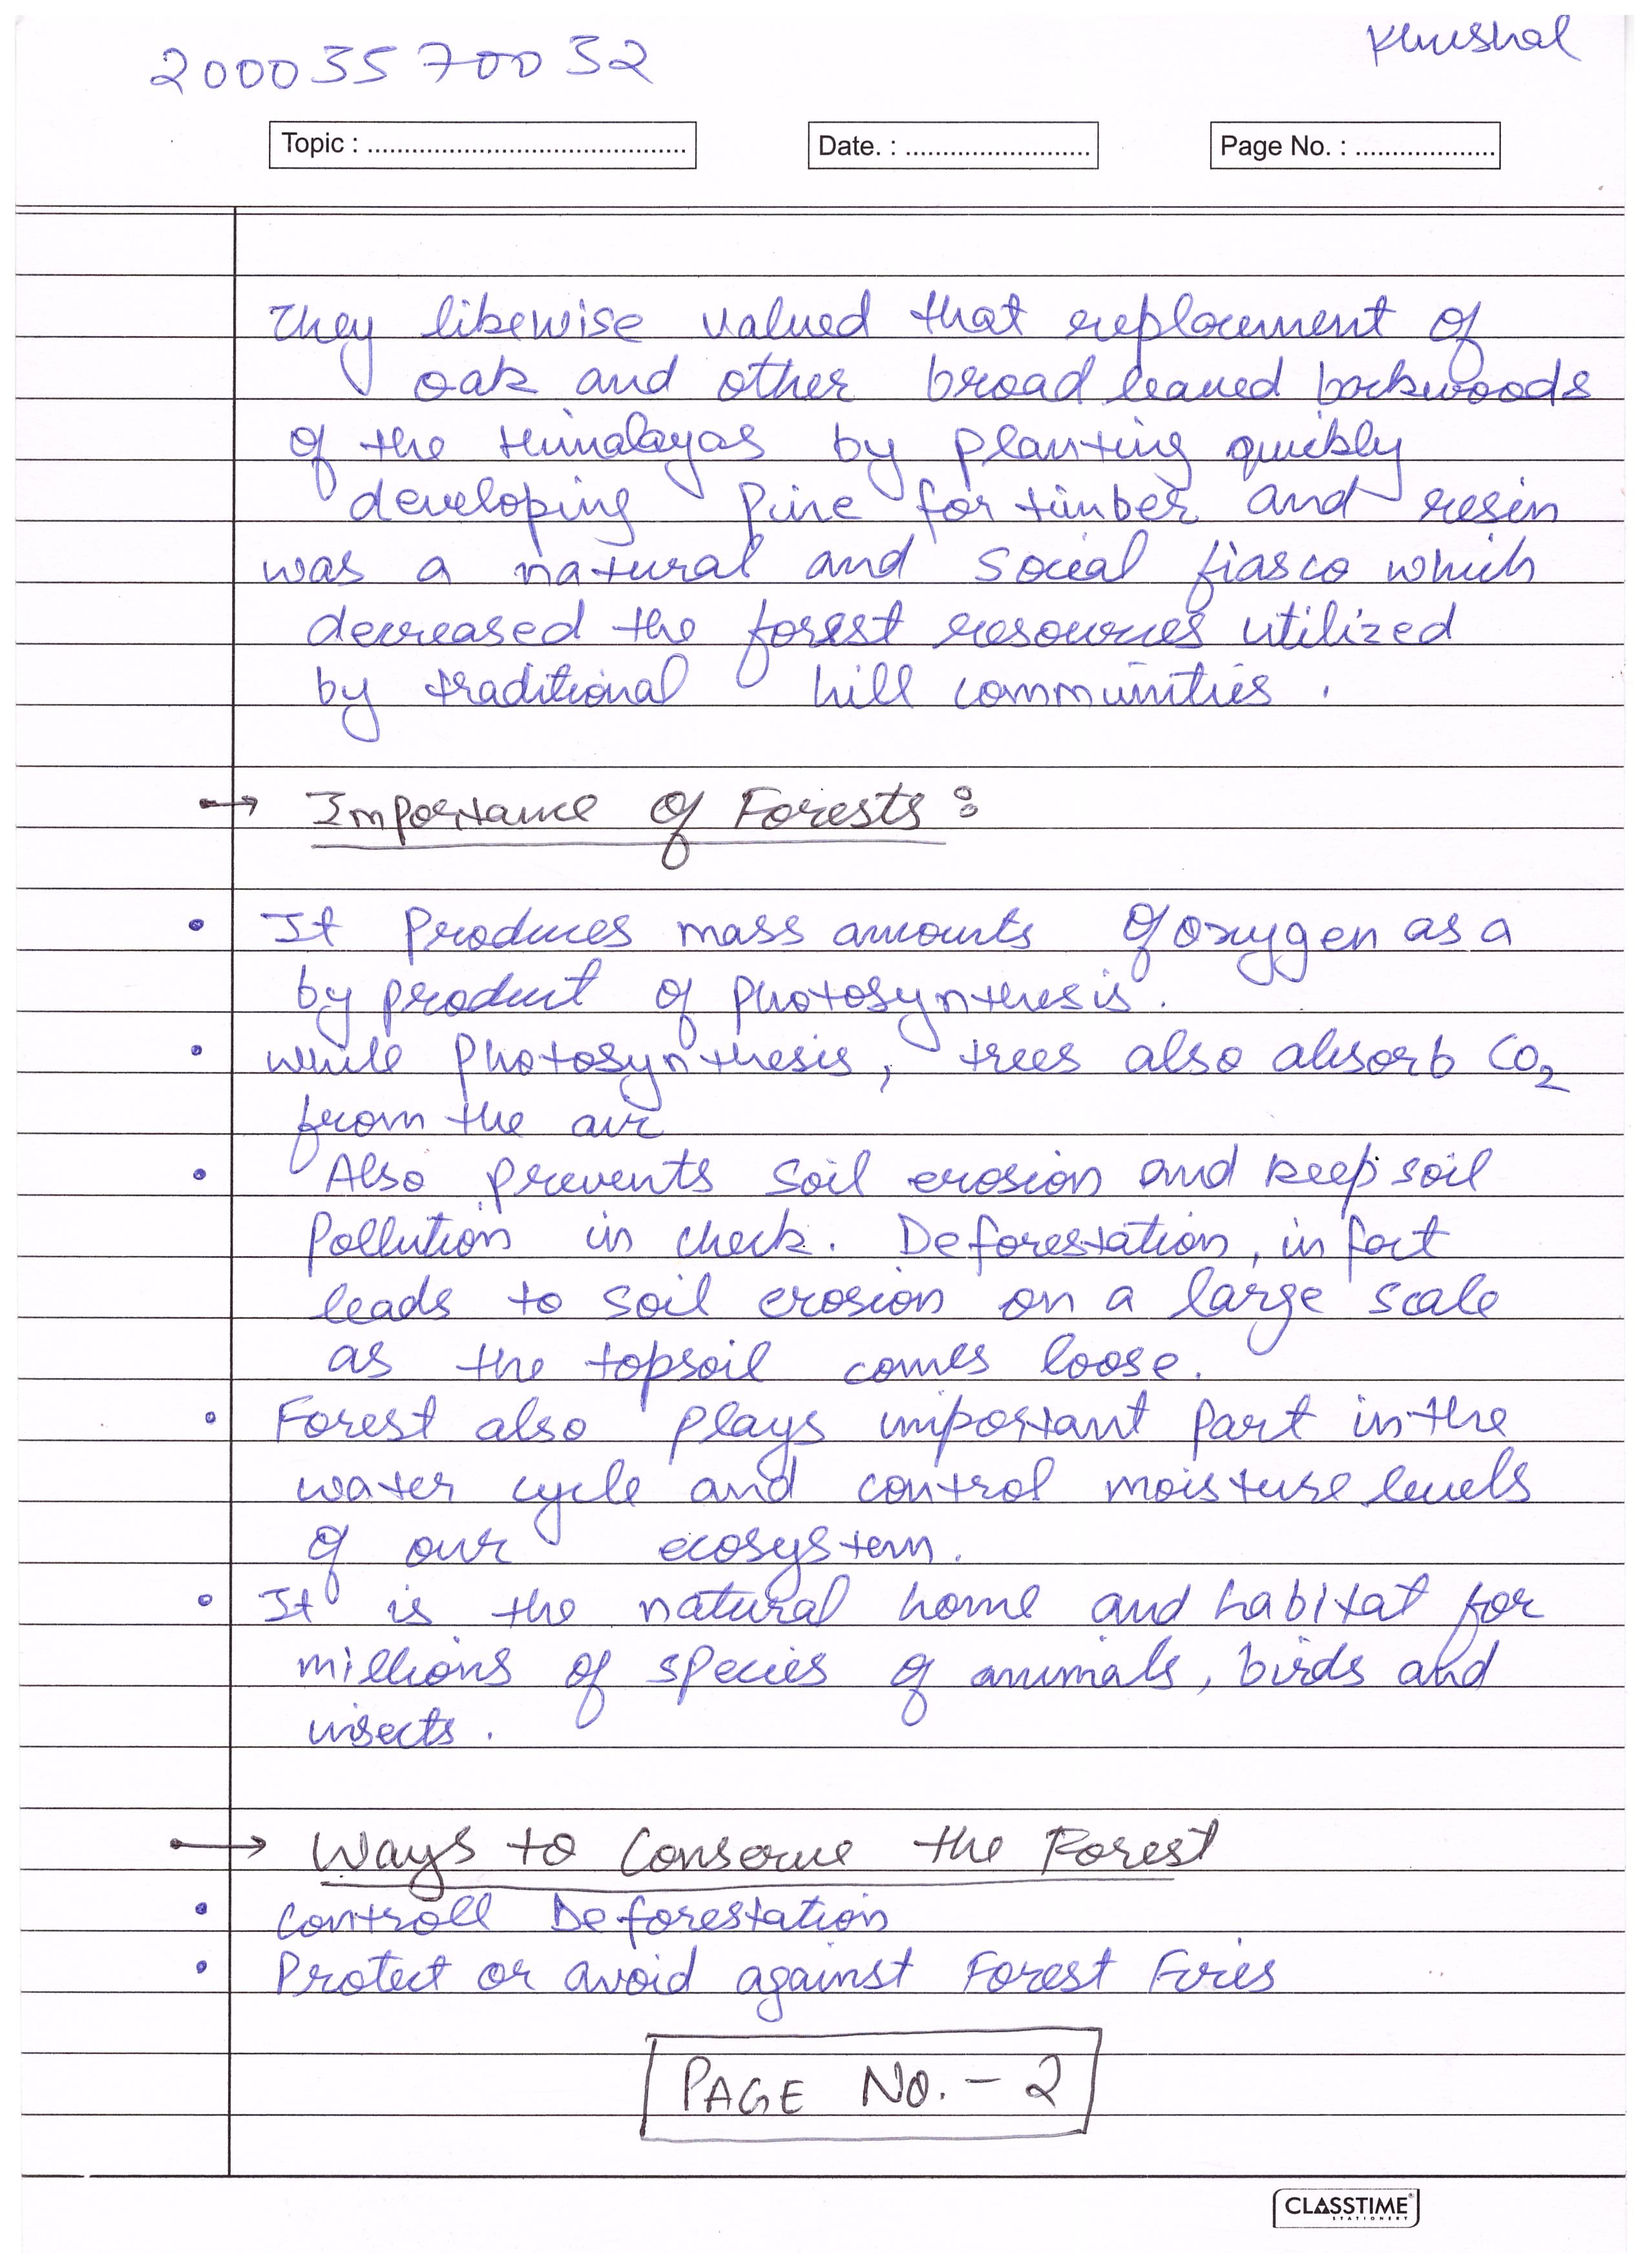 20003570032
Khushal
Topic : ...........................................
Date. : .........................
Page No. : ...................
They likewise valued that replacement of
oak and other broad leaved backwoods
of the Himalayas by planting quickly
developing pine for timber and resin
was a natural and social fiasco which
decreased the forest resources utilized
by traditional hill communities.
→ Importance of Forests :
• It produces mass amounts of oxygen as a
by product of photosynthesis.
• while photosynthesis, trees also absorb CO2
from the air
• Also prevents soil erosion and keep soil
pollution in check. Deforestation, in fact
leads to soil erosion on a large scale
as the topsoil comes loose.
• Forest also plays important part in the
water cycle and control moisture levels
of our ecosystem.
• It is the natural home and habitat for
millions of species of animals, birds and
insects.
→ Ways to Conserve the Forest
• Controll Deforestation
• Protect or avoid against Forest Fires
PAGE NO. - 2
CLASSTIME
STATIONERY